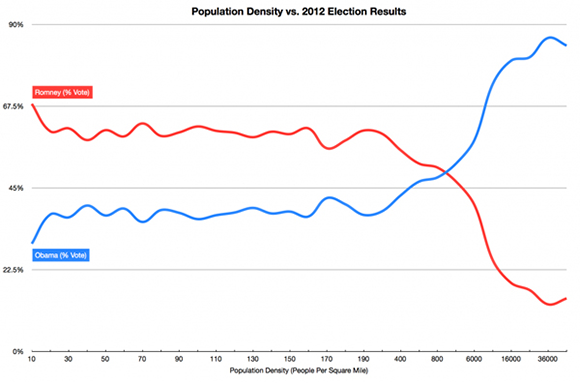 Population Density vs. 2012 Election Results
90%
Romney (% Vote)
67.5%
45%
Obama (% Vote)
22.5%
0%
10 30 50 70 90 110 130 150 170 190 400 800 6000 16000 36000
Population Density (People Per Square Mile)